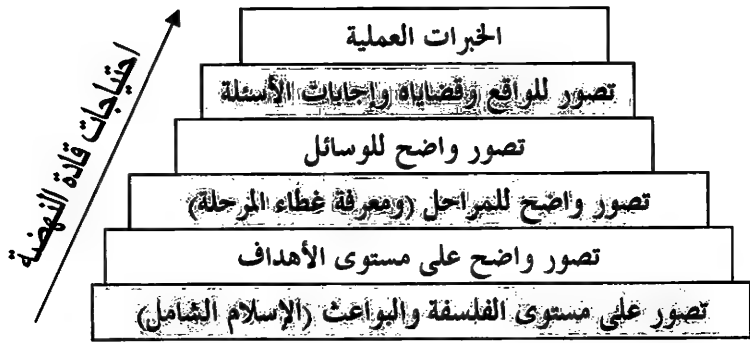 الخبرات العملية
تصور للواقع وقضاياه وإجابات الأسئلة
تصور واضح للوسائل
تصور واضح للمراحل (ومعرفة غطاء المرحلة)
تصور واضح على مستوى الأهداف
تصور على مستوى الفلسفة والبواعث (الإسلام الشامل)
احتياجات قادة النهضة